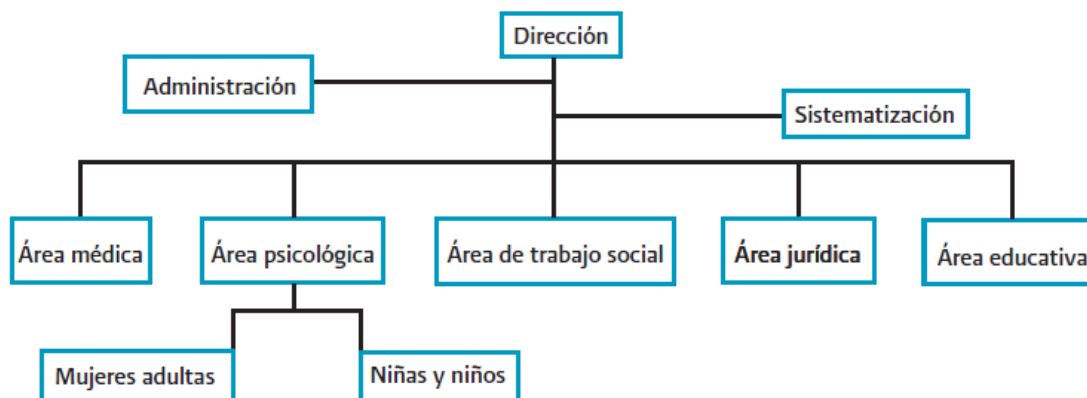 Dirección
Administración
Sistematización
Área médica
Área psicológica
Área de trabajo social
Área jurídica
Área educativa
Mujeres adultas
Niñas y niños